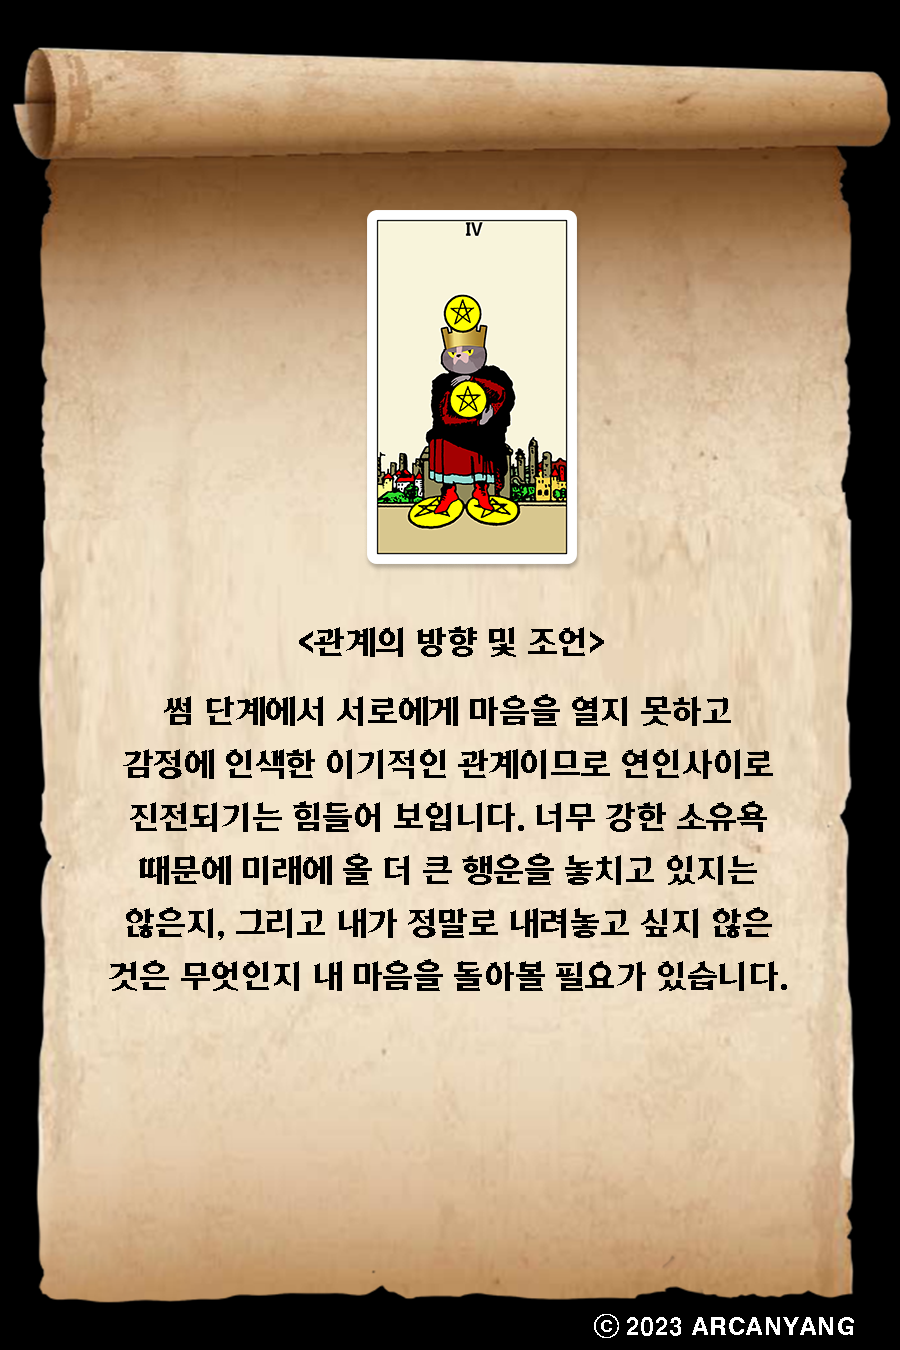 IV
<관계의 방향 및 조언>
썸 단계에서 서로에게 마음을 열지 못하고
감정에 인색한 이기적인 관계이므로 연인사이로
진전되기는 힘들어 보입니다. 너무 강한 소유욕
때문에 미래에 올 더 큰 행운을 놓치고 있지는
않은지, 그리고 내가 정말로 내려놓고 싶지 않은
것은 무엇인지 내 마음을 돌아볼 필요가 있습니다.
ⓒ 2023 ARCANYANG